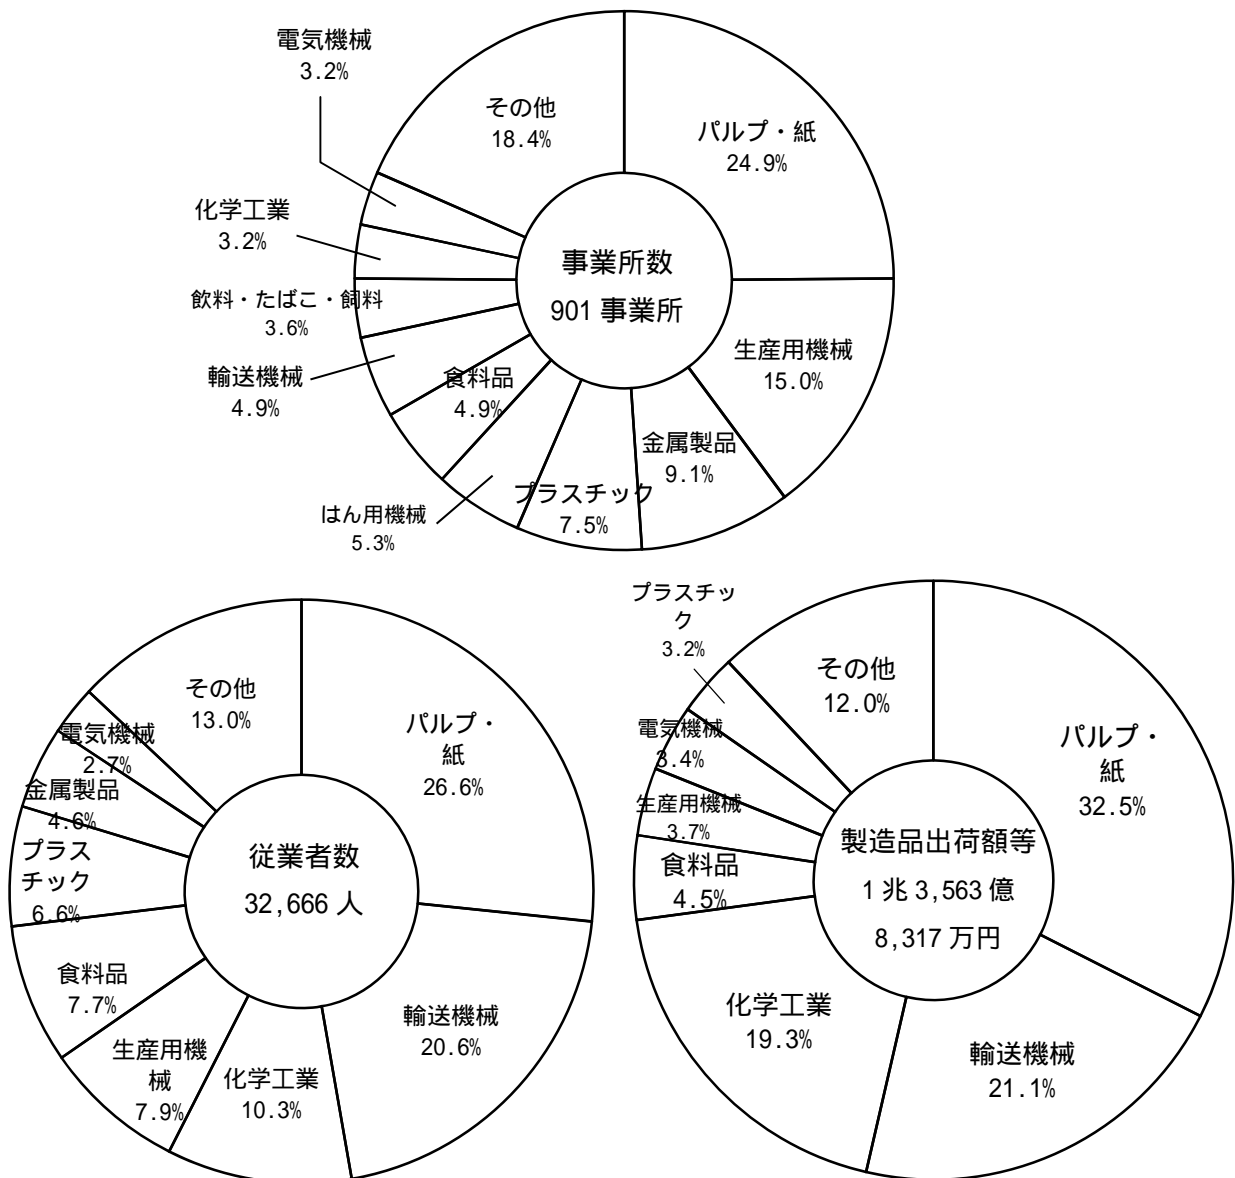 電気機械
3.2%
その他
18.4%
パルプ・紙
24.9%
化学工業
3.2%
事業所数
901 事業所
飲料・たばこ・飼料
3.6%
生産用機械
15.0%
輸送機械
4.9%
食料品
4.9%
金属製品
9.1%
プラスチック
7.5%
はん用機械
5.3%
その他
13.0%
パルプ・
紙
26.6%
電気機械
2.7%
金属製品
4.6%
プラス
チック
6.6%
従業者数
32,666 人
食料品
7.7%
輸送機械
20.6%
生産用機
械
7.9%
化学工業
10.3%
プラスチッ
ク
3.2%
その他
12.0%
パルプ・
紙
32.5%
電気機械
3.4%
生産用機械
3.7%
食料品
4.5%
製造品出荷額等
1 兆 3,563 億
8,317 万円
化学工業
19.3%
輸送機械
21.1%